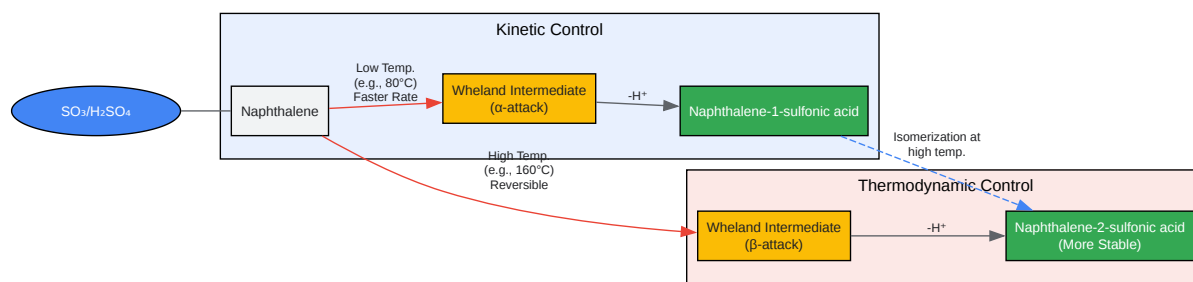 Kinetic Control
Low Temp.
(e.g., 80°C)
Faster Rate
SO₃/H₂SO₄
Naphthalene
Wheland Intermediate
(α-attack)
-H⁺
Naphthalene-1-sulfonic acid
Isomerization at
high temp.
High Temp.
(e.g., 160°C)
Reversible
Thermodynamic Control
Wheland Intermediate
(β-attack)
-H⁺
Naphthalene-2-sulfonic acid
(More Stable)